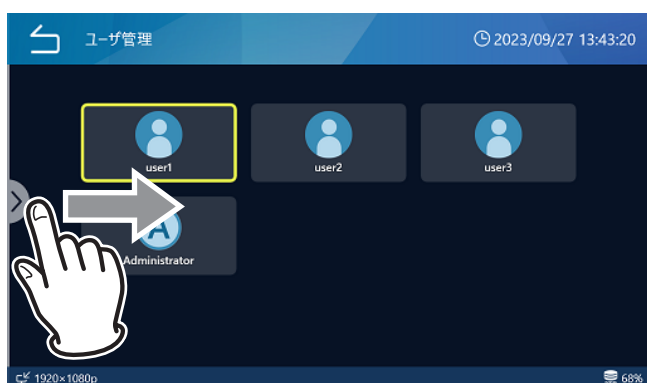 ユーザ管理
2023/09/27 13:43:20
user1
user2
user3
A
Administrator
1920×1080p
68%